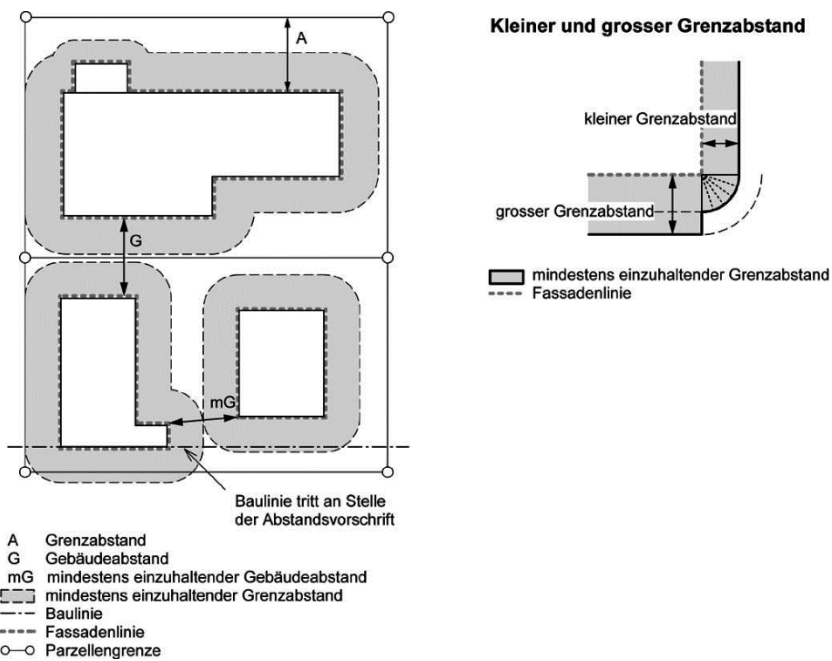 A
G
mG
Baulinie tritt an Stelle
der Abstandsvorschrift
A Grenzabstand
G Gebäudeabstand
mG mindestens einzuhaltender Gebäudeabstand
mindestens einzuhaltender Grenzabstand
Baulinie
Fassadenlinie
Parzellengrenze
Kleiner und grosser Grenzabstand
kleiner Grenzabstand
grosser Grenzabstand
mindestens einzuhaltender Grenzabstand
Fassadenlinie